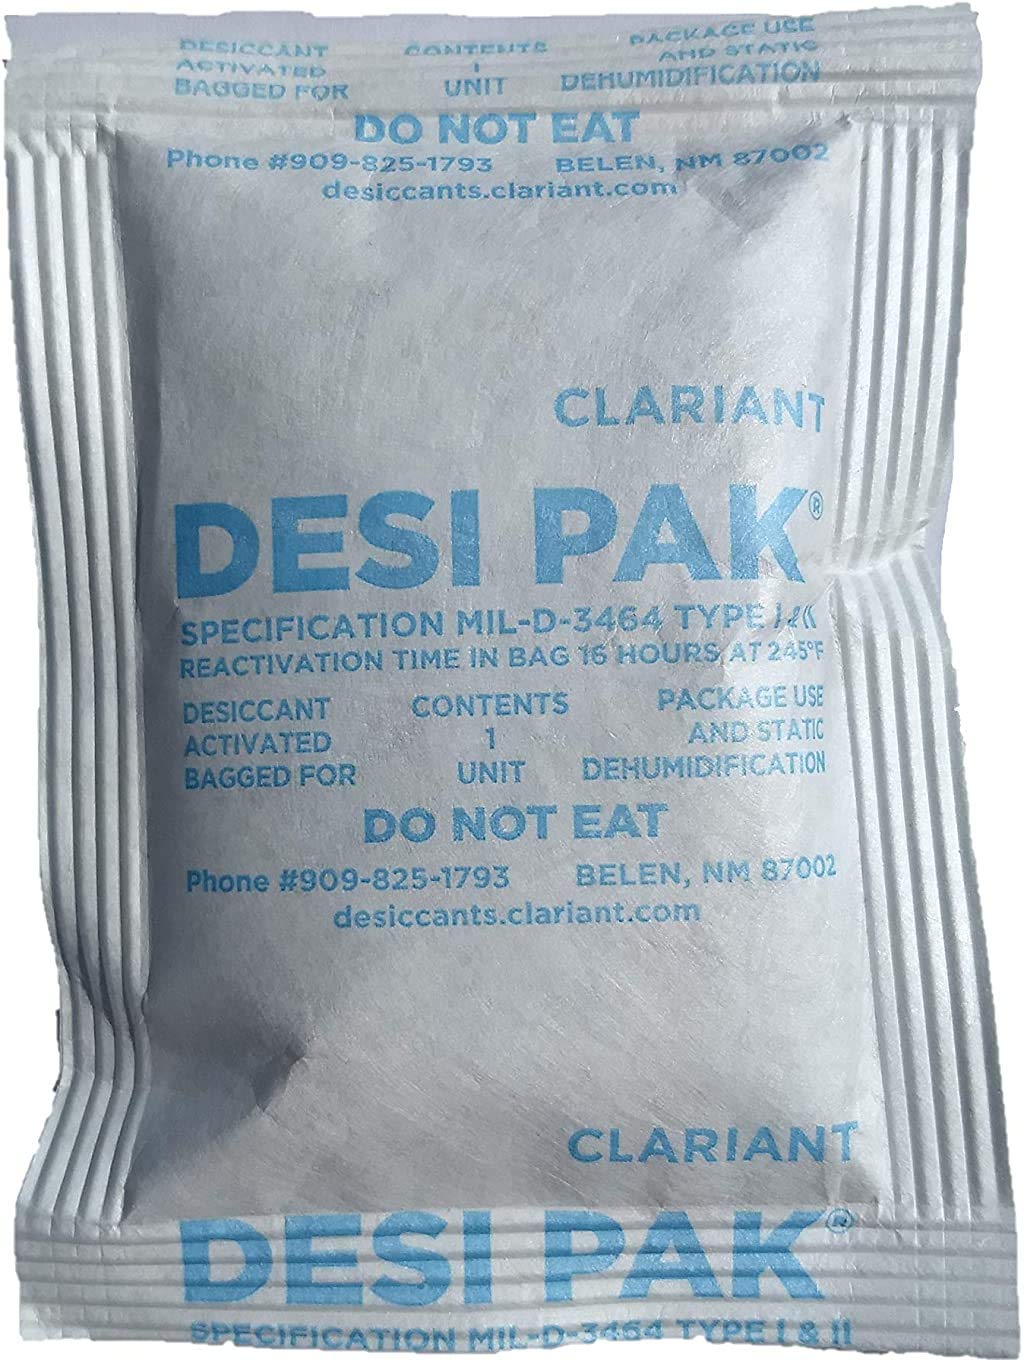 DESICCANT CONTENTS PACKAGE USE
ACTIVATED 1 AND STATIC
BAGGED FOR UNIT DEHUMIDIFICATION
DO NOT EAT
Phone #909-825-1793 BELEN, NM 87002
desiccants.clariant.com
CLARIANT
DESI PAK®
SPECIFICATION MIL-D-3464 TYPE I & II
REACTIVATION TIME IN BAG 16 HOURS AT 245°F
DESICCANT CONTENTS PACKAGE USE
ACTIVATED 1 AND STATIC
BAGGED FOR UNIT DEHUMIDIFICATION
DO NOT EAT
Phone #909-825-1793 BELEN, NM 87002
desiccants.clariant.com
CLARIANT
DESI PAK®
SPECIFICATION MIL-D-3464 TYPE I & II